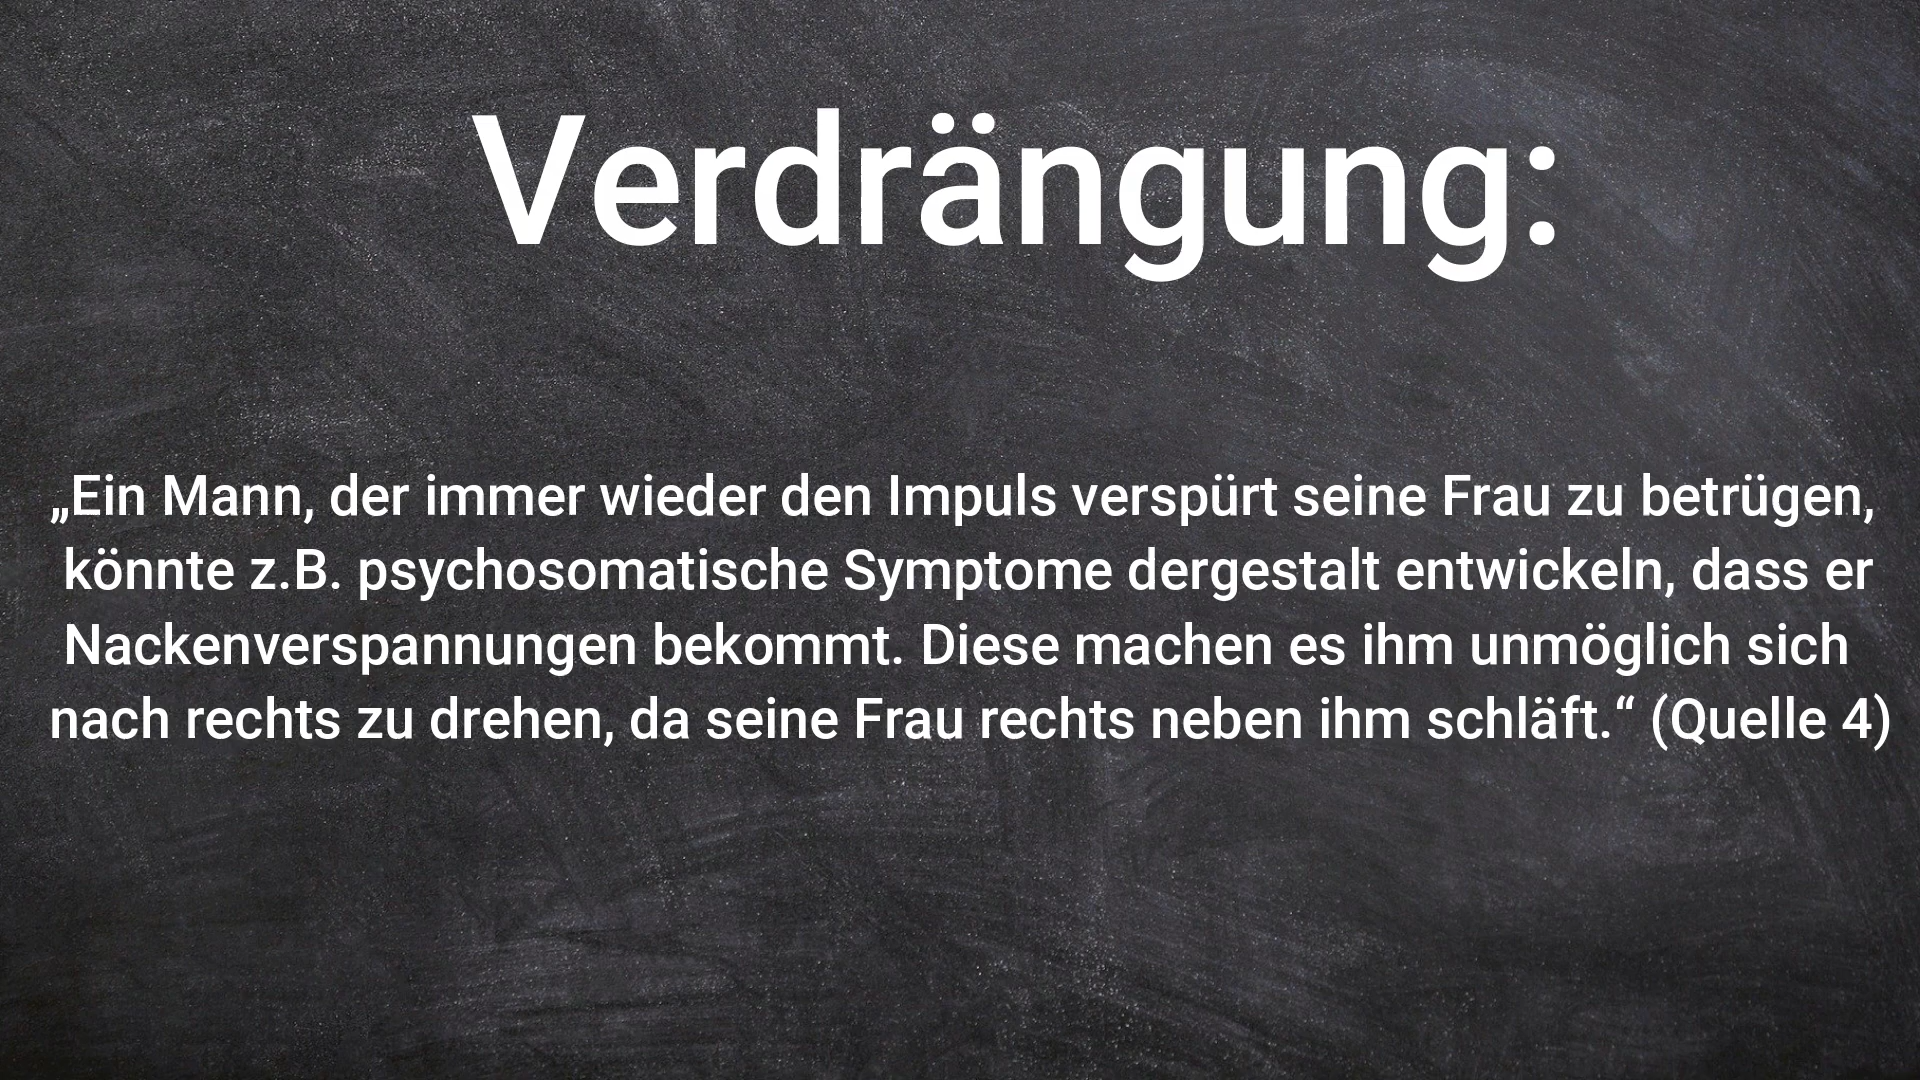 Verdrängung:
„Ein Mann, der immer wieder den Impuls verspürt seine Frau zu betrügen,
könnte z.B. psychosomatische Symptome dergestalt entwickeln, dass er
Nackenverspannungen bekommt. Diese machen es ihm unmöglich sich
nach rechts zu drehen, da seine Frau rechts neben ihm schläft.“ (Quelle 4)